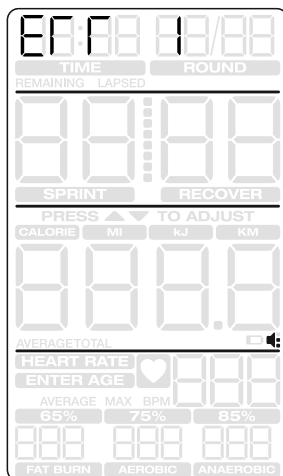 Err 1
TIME ROUND
REMAINING LAPSED
SPRINT RECOVER
PRESS ▲ ▼ TO ADJUST
CALORIE MI kJ KM
AVERAGE TOTAL
HEART RATE
ENTER AGE
AVERAGE MAX BPM
65% 75% 85%
FAT BURN AEROBIC ANAEROBIC